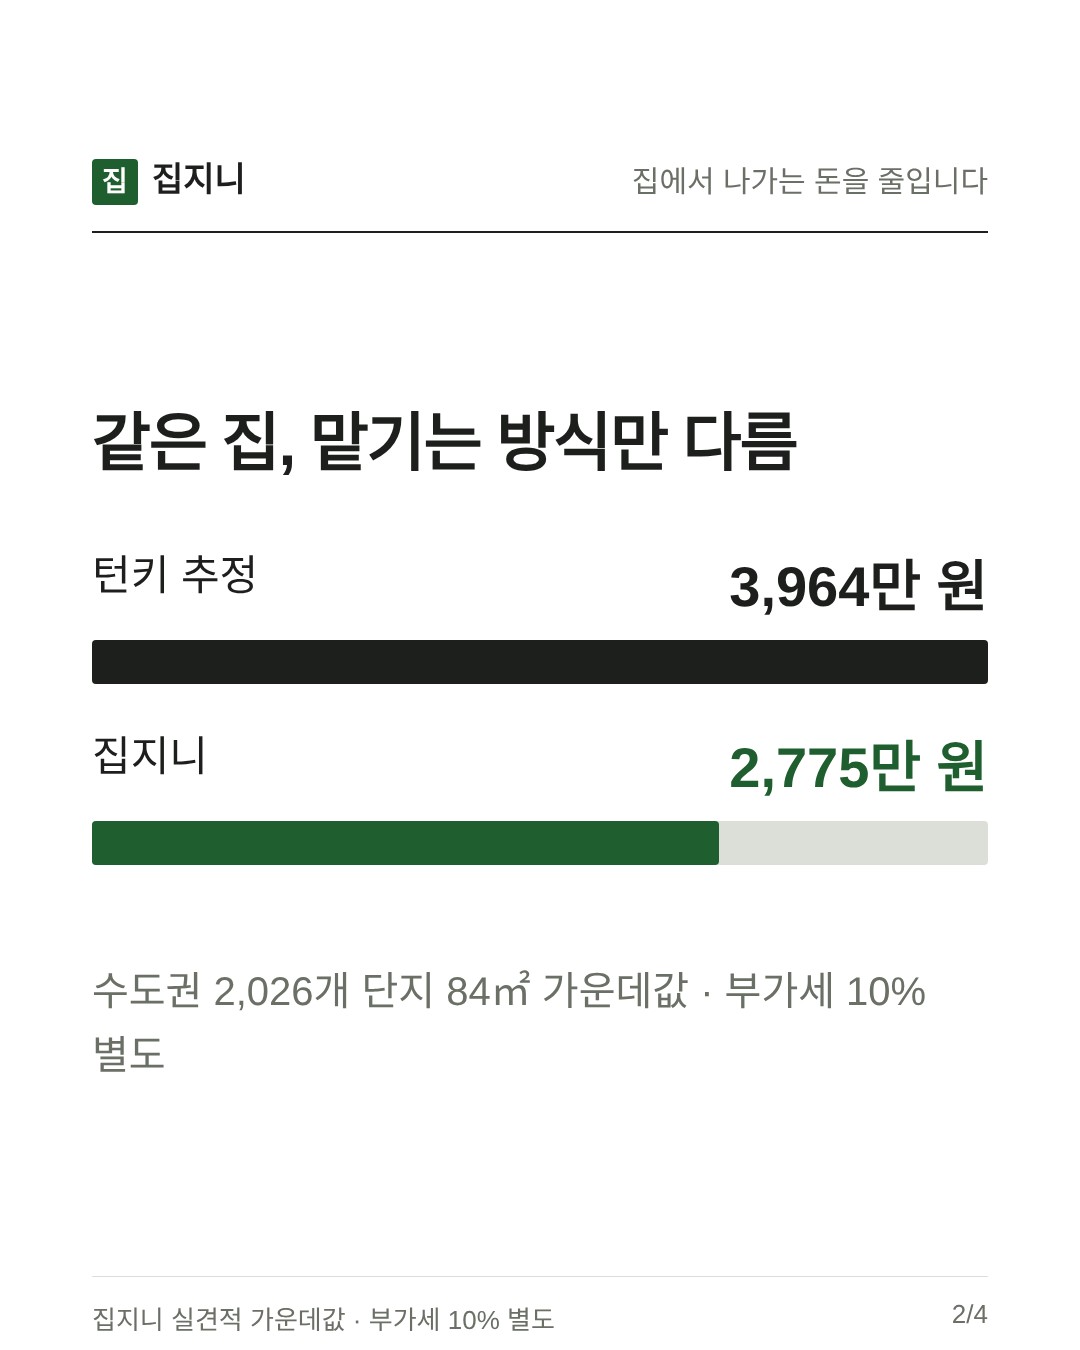 집 집지니
집에서 나가는 돈을 줄입니다
같은 집, 맡기는 방식만 다름
턴키 추정
3,964만 원
집지니
2,775만 원
수도권 2,026개 단지 84㎡ 가운데값 · 부가세 10%
별도
집지니 실견적 가운데값 · 부가세 10% 별도
2/4